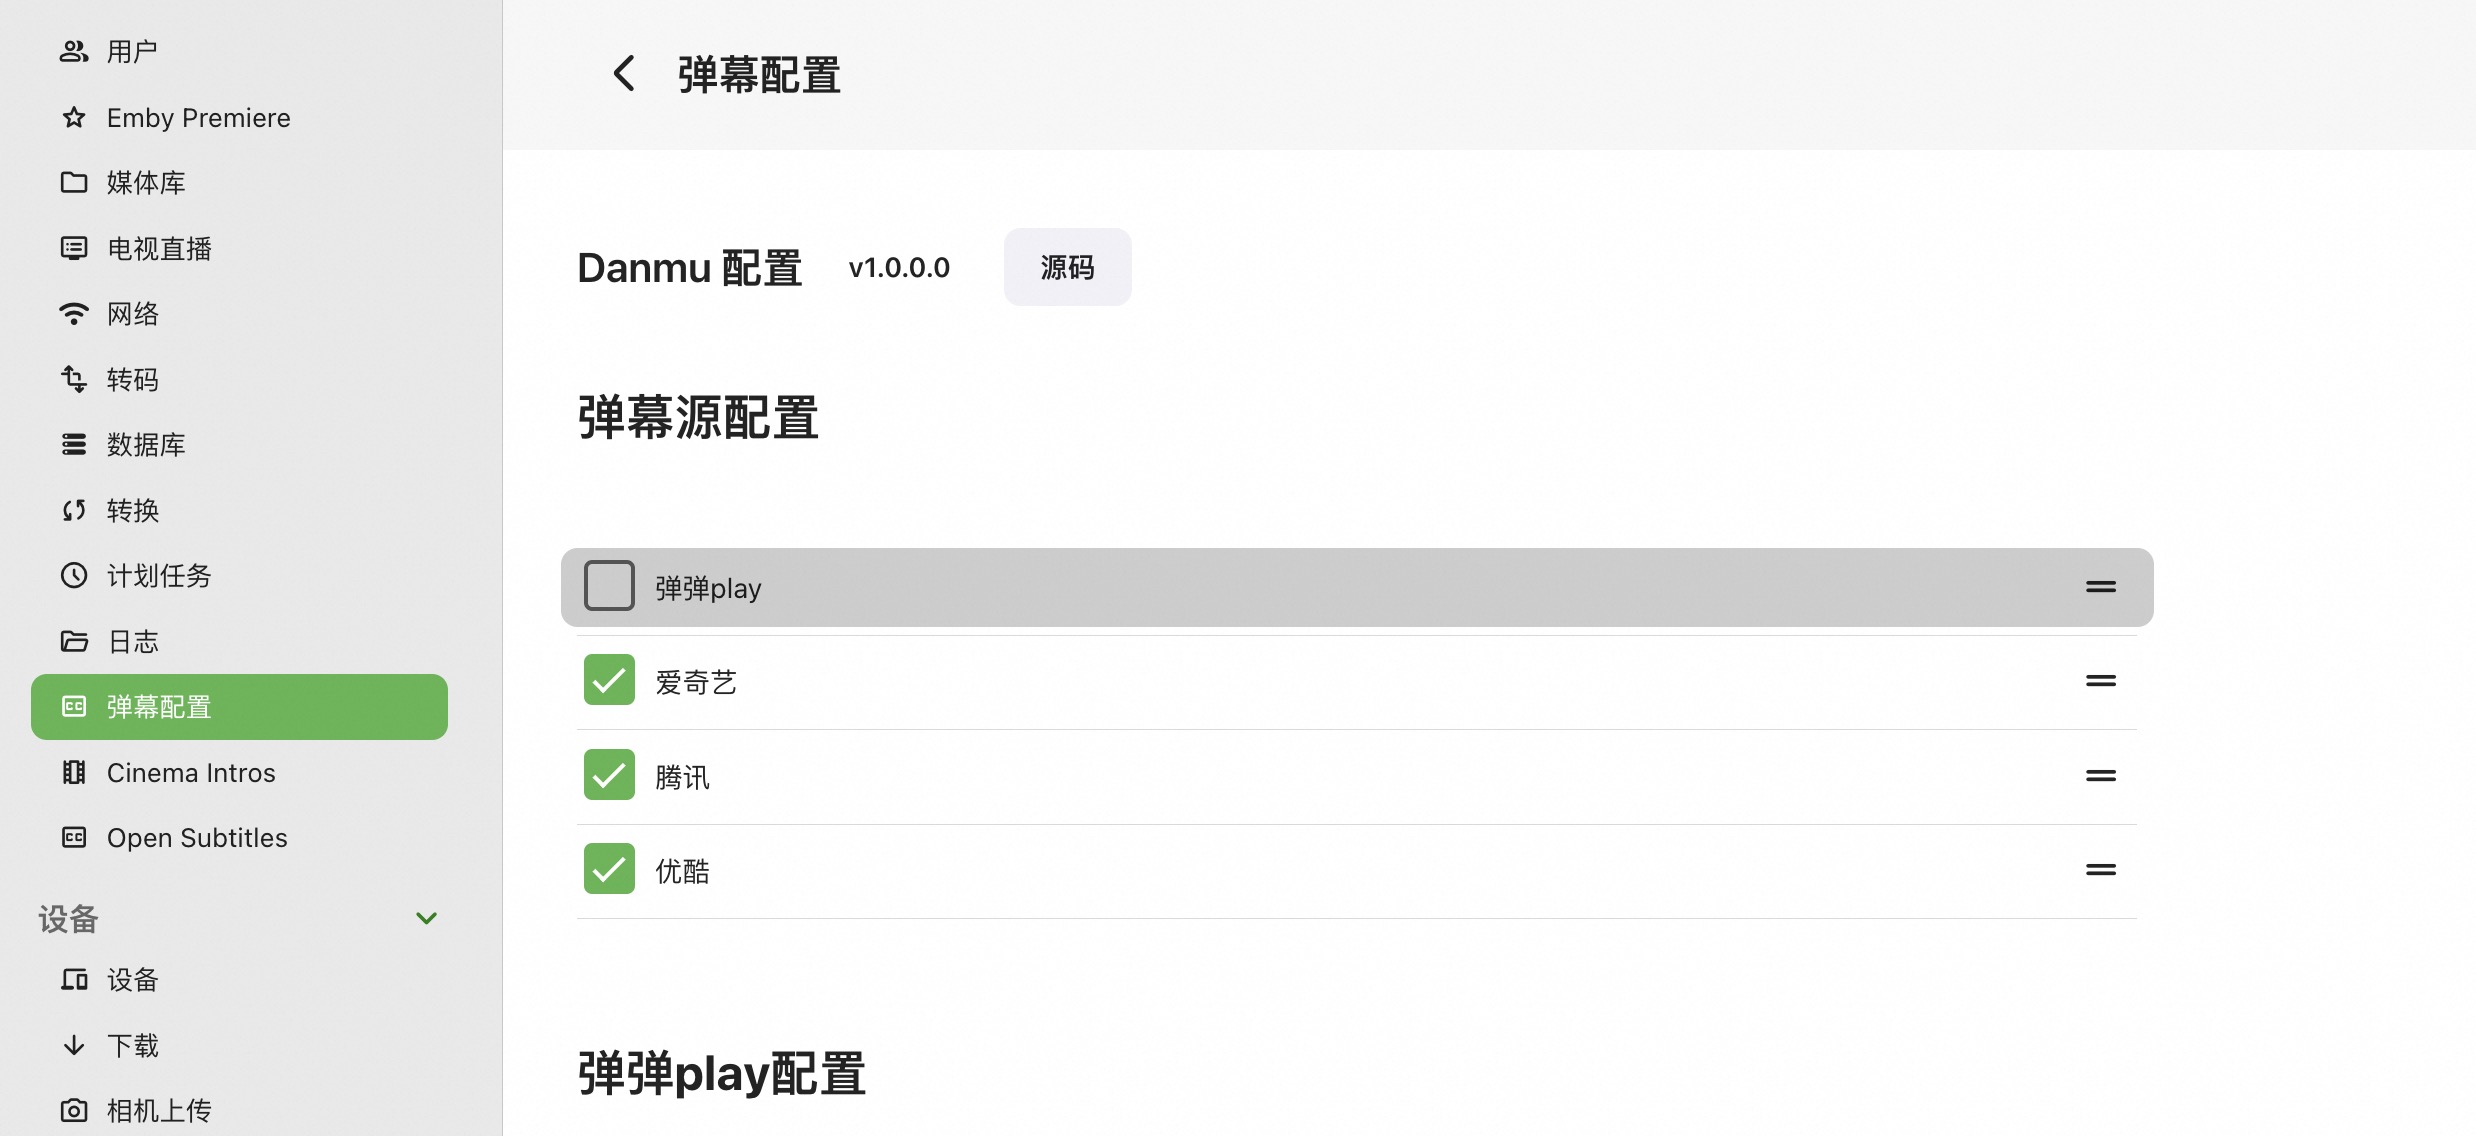 用户
Emby Premiere
媒体库
电视直播
网络
转码
数据库
转换
计划任务
日志
弹幕配置
Cinema Intros
Open Subtitles
设备
设备
下载
相机上传
弹幕配置
Danmu 配置 v1.0.0.0 源码
弹幕源配置
弹弹play
爱奇艺
腾讯
优酷
弹弹play配置